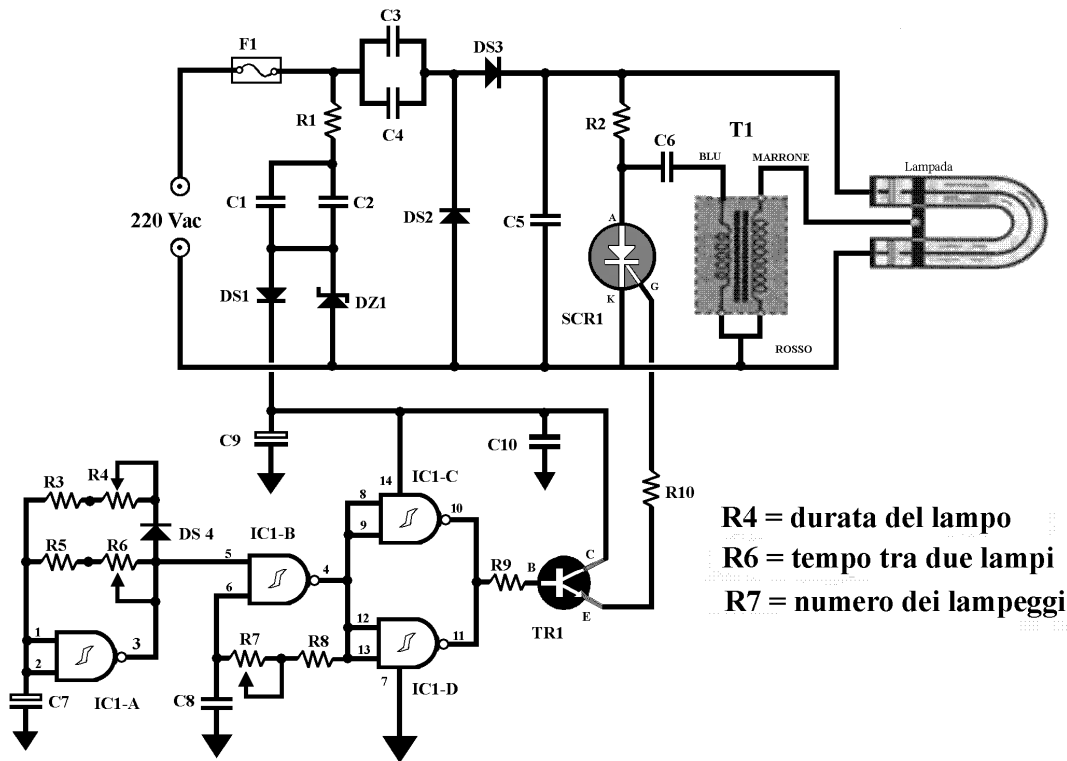 C3
F1
DS3
R1
C4
R2
T1
C6
BLU
MARRONE
Lampada
C1
C2
220 Vac
DS2
C5
A
DS1
DZ1
K
G
SCR1
ROSSO
C9
C10
14
IC1-C
R3
R4
8
10
9
R10
DS 4
IC1-B
R5
R6
5
4
R9
B
C
6
E
12
11
TR1
1
3
R7
R8
13
2
7
IC1-D
C7
IC1-A
C8
R4 = durata del lampo
R6 = tempo tra due lampi
R7 = numero dei lampeggi